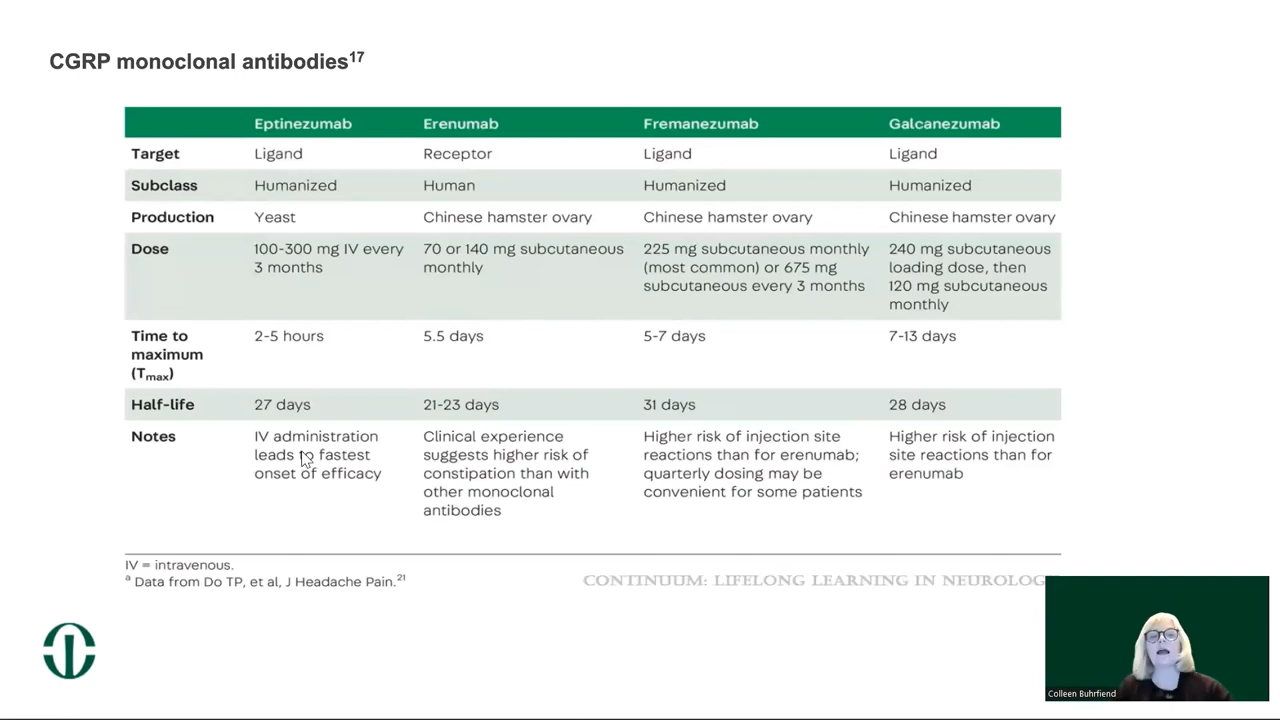 CGRP monoclonal antibodies17
Eptinezumab Erenumab Fremanezumab Galcanezumab
Target Ligand Receptor Ligand Ligand
Subclass Humanized Human Humanized Humanized
Production Yeast Chinese hamster ovary Chinese hamster ovary Chinese hamster ovary
Dose 100-300 mg IV every 70 or 140 mg subcutaneous 225 mg subcutaneous monthly 240 mg subcutaneous
3 months monthly (most common) or 675 mg loading dose, then
subcutaneous every 3 months 120 mg subcutaneous
monthly
Time to 2-5 hours 5.5 days 5-7 days 7-13 days
maximum
(Tmax)
Half-life 27 days 21-23 days 31 days 28 days
Notes IV administration Clinical experience Higher risk of injection site Higher risk of injection
leads to fastest suggests higher risk of reactions than for erenumab; site reactions than for
onset of efficacy constipation than with quarterly dosing may be erenumab
other monoclonal convenient for some patients
antibodies
IV = intravenous.
a Data from Do TP, et al, J Headache Pain.21
CONTINUUM: LIFELONG LEARNING IN NEUROLOG
Colleen Buhrfiend